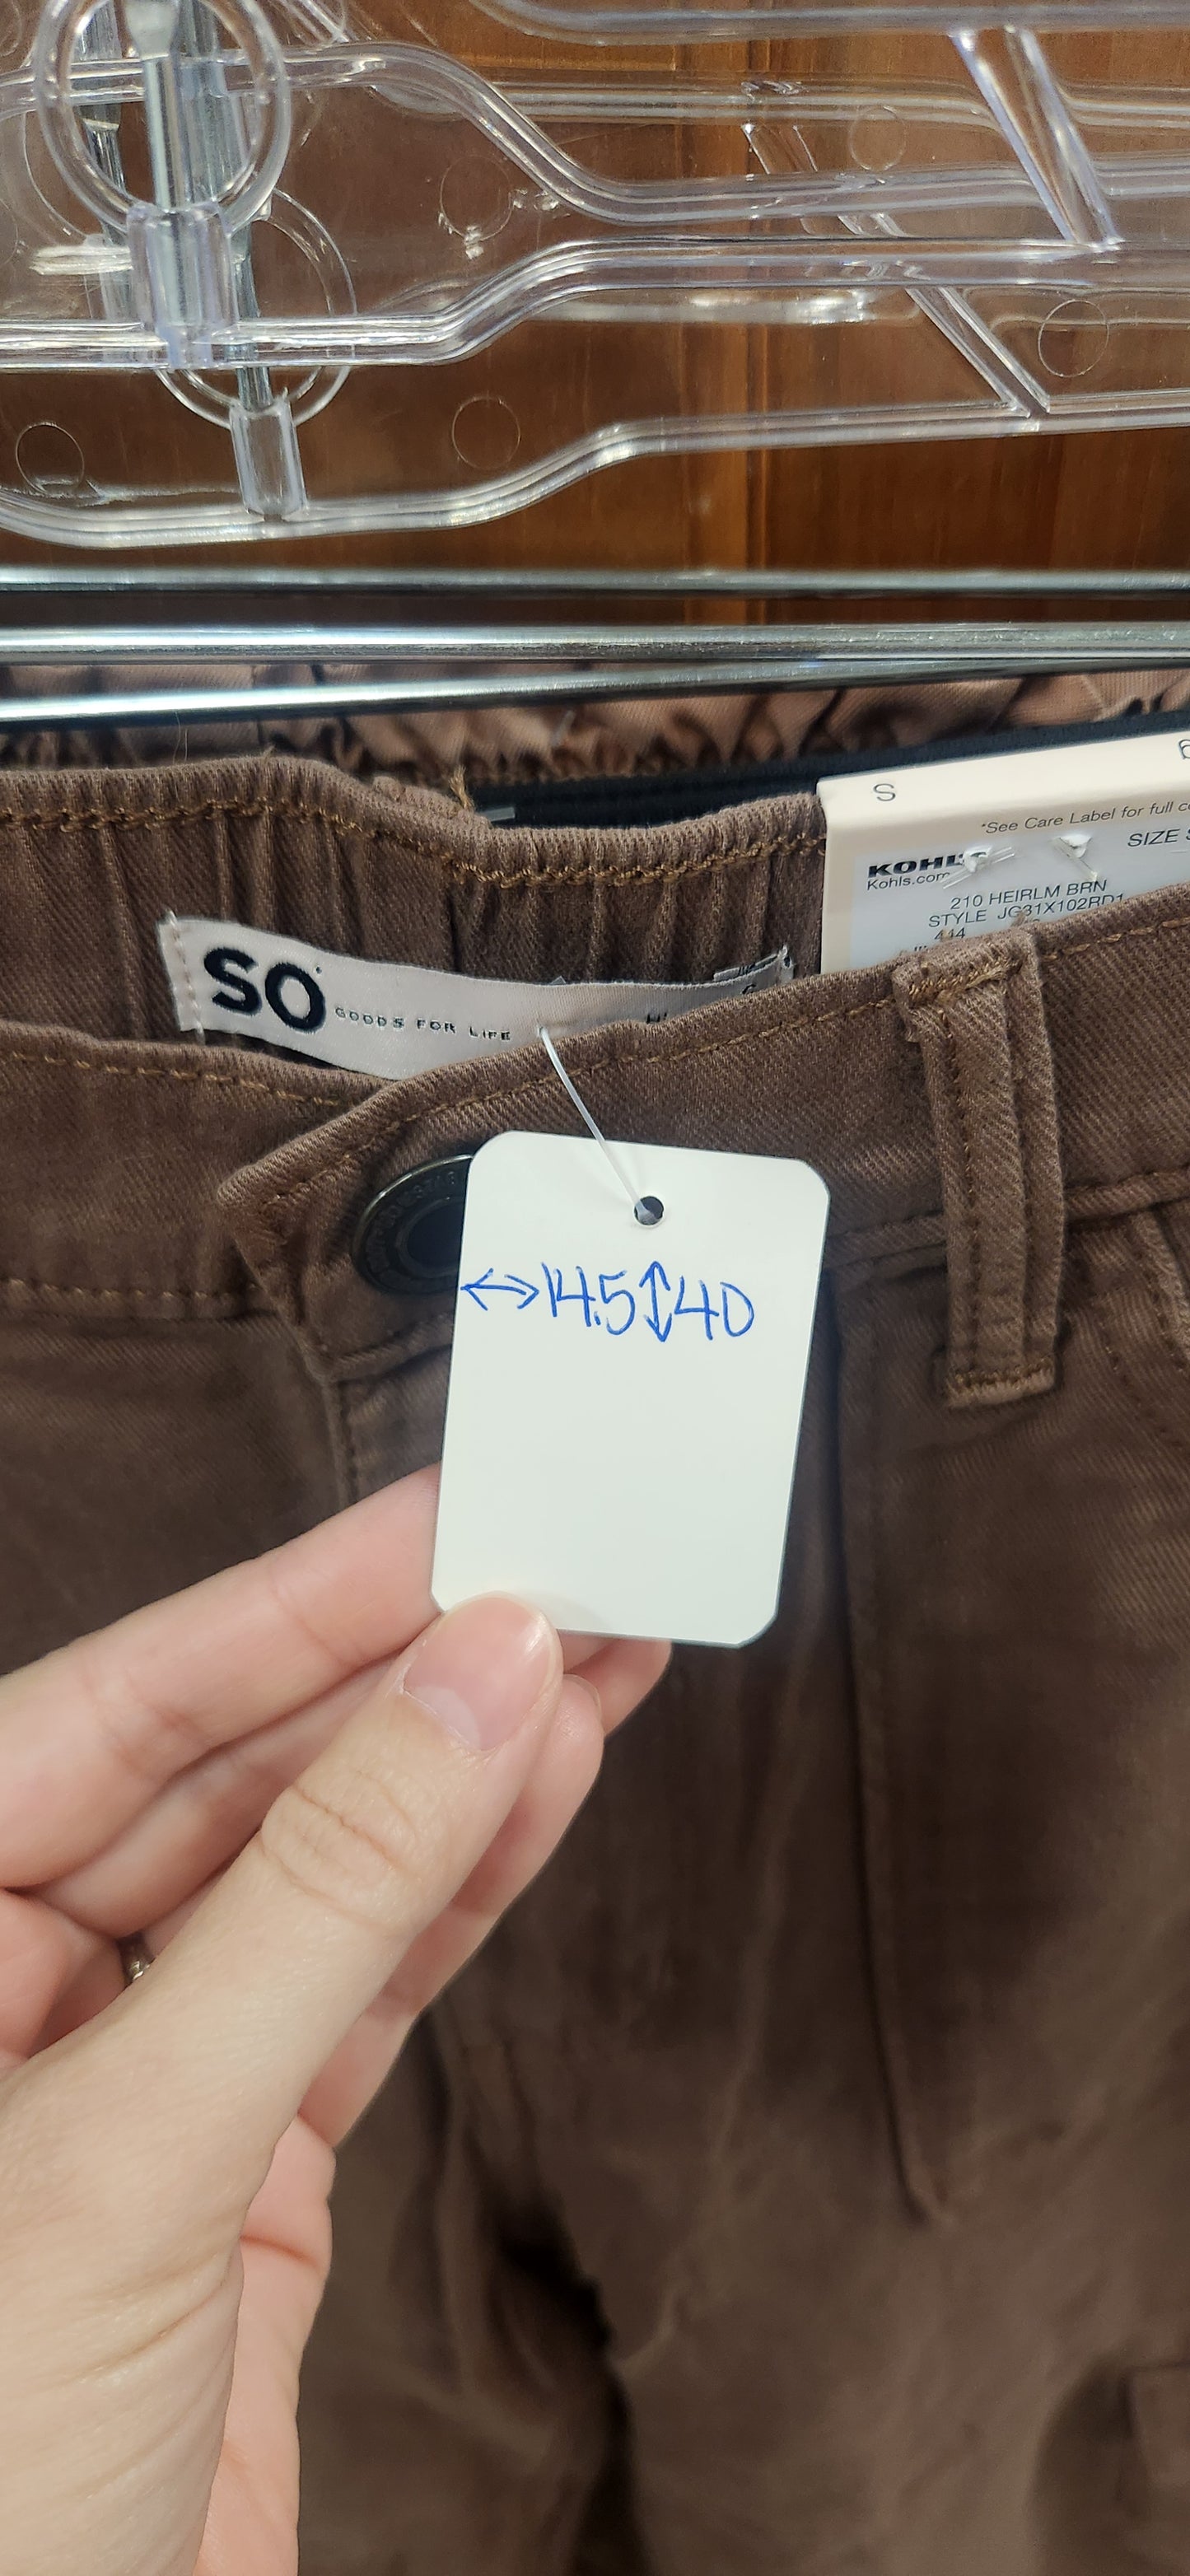 S
*See Care Label for full
KOHL'S
SIZE S
Kohls.com
210 HEIRLM BRN
STYLE JG31X102RD1
444
SO GOODS FOR LIFE
↔14.5↕40